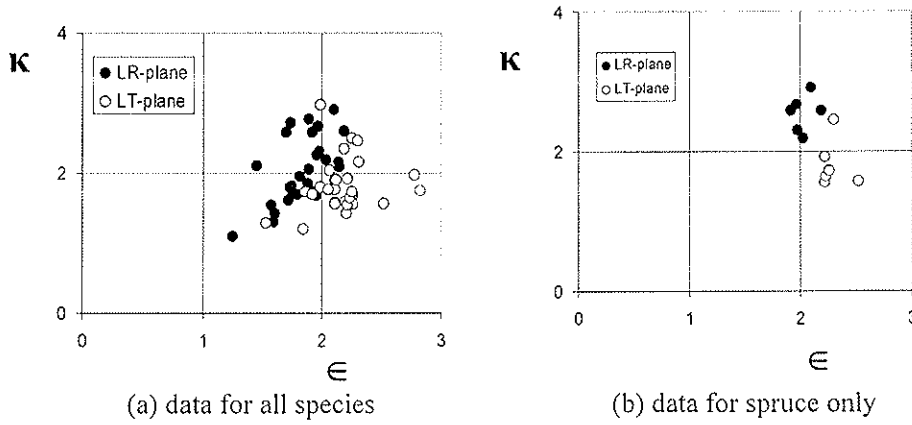 4
κ
LR-plane
LT-plane
2
0
0 1 2 3
∈
(a) data for all species
4
κ
LR-plane
LT-plane
2
0
0 1 2 3
∈
(b) data for spruce only